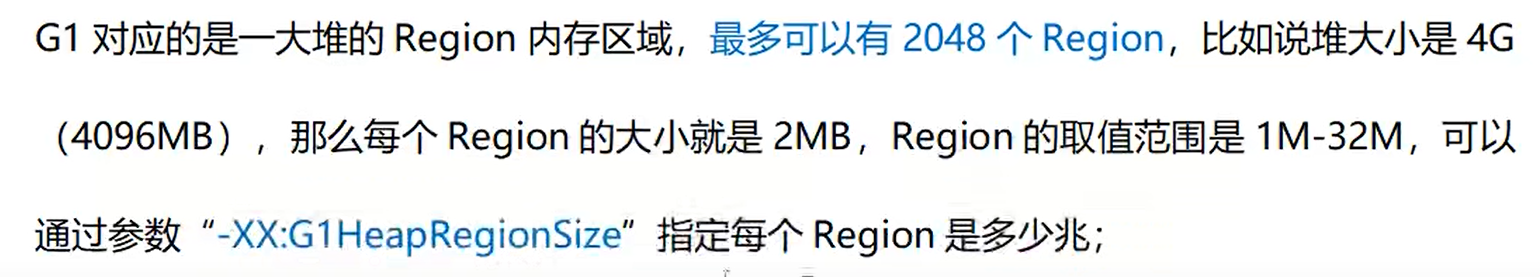 G1 对应的是一大堆的 Region 内存区域，最多可以有 2048 个 Region，比如说堆大小是 4G
（4096MB），那么每个 Region 的大小就是 2MB，Region 的取值范围是 1M-32M，可以
通过参数“-XX:G1HeapRegionSize”指定每个 Region 是多少兆；